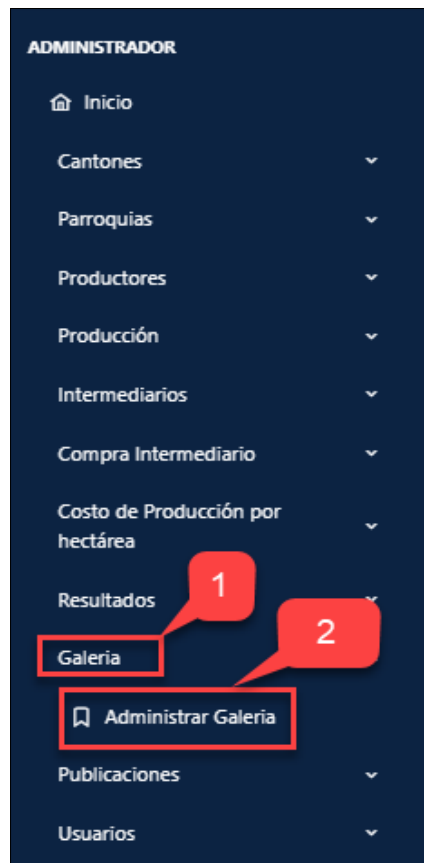 ADMINISTRADOR
Inicio
Cantones
Parroquias
Productores
Producción
Intermediarios
Compra Intermediario
Costo de Producción por
hectárea
1
Resultados
2
Galeria
Administrar Galeria
Publicaciones
Usuarios